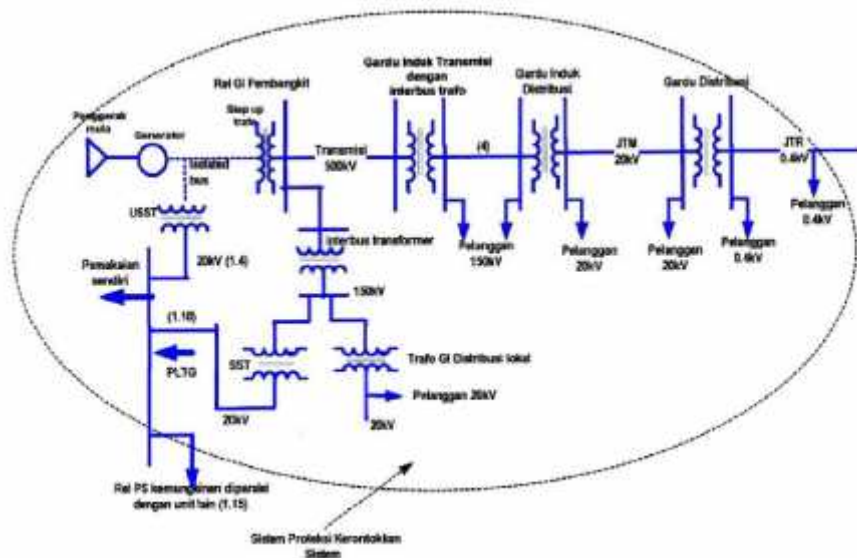 Gardu Induk Transmisi
dengan
interbus trafo
Gardu Induk
Distribusi
Gardu Distribusi
Rel GI Pembangkit
Step up
trafo
Penggerak
mula
Generator
Isolated
bus
Transmisi
500kV
(4)
JTM
20kV
JTR
0.4kV
Pelanggan
0.4kV
USST
Interbus transformer
Pelanggan
150kV
Pelanggan
20kV
Pelanggan
20kV
Pelanggan
0.4kV
Pemakaian
sendiri
20kV (1.4)
150kV
(1.10)
PLTG
SST
Trafo GI Distribusi lokal
Pelanggan 20kV
20kV
20kV
Rel PS kemungkinan diparalel
dengan unit lain (1.15)
Sistem Proteksi Kerontokkan
Sistem